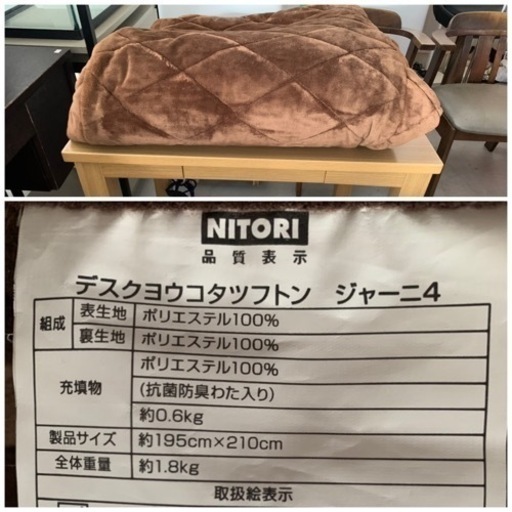 NITORI
品質表示
デスクヨウコタツフトン ジャーニ4
組成 表生地 ポリエステル100%
裏生地 ポリエステル100%
充填物 ポリエステル100%
(抗菌防臭わた入り)
約0.6kg
製品サイズ 約195cm×210cm
全体重量 約1.8kg
取扱絵表示